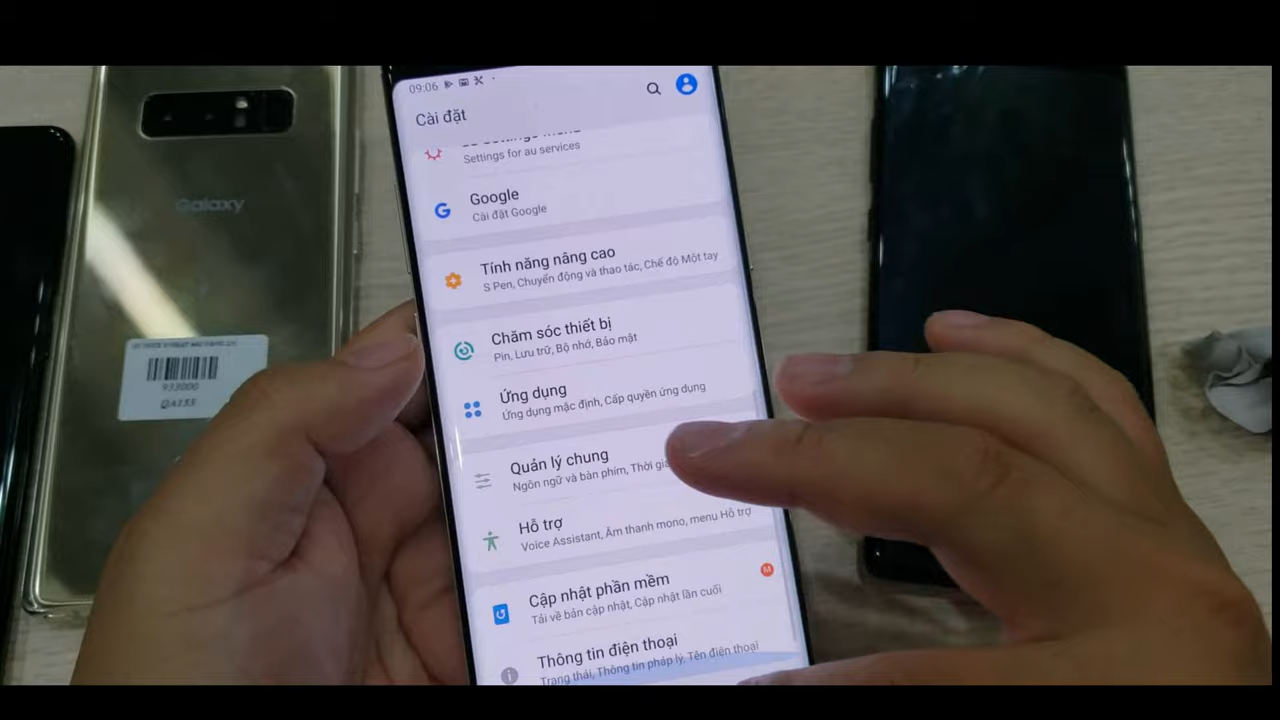 09:06
Cài đặt
Settings for au services
Google
Cài đặt Google
Tính năng nâng cao
S Pen, Chuyển động và thao tác, Chế độ Một tay
Chăm sóc thiết bị
Pin, Lưu trữ, Bộ nhớ, Bảo mật
Ứng dụng
Ứng dụng mặc định, Cấp quyền ứng dụng
Quản lý chung
Ngôn ngữ và bàn phím, Thời
Hỗ trợ
Voice Assistant, Âm thanh mono, menu Hỗ trợ
Cập nhật phần mềm
Tải về bản cập nhật, Cập nhật lần cuối
Thông tin điện thoại
Trạng thái, Thông tin pháp lý, Tên điện thoại
Galaxy
933000